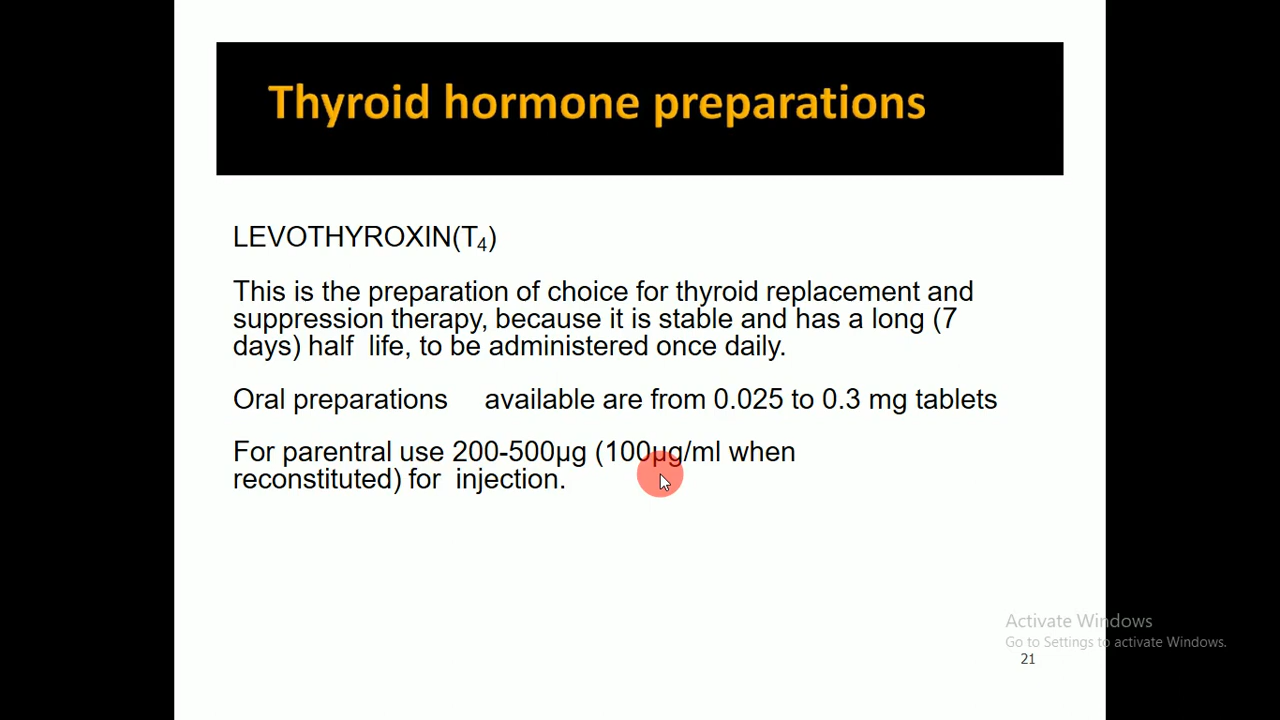 Thyroid hormone preparations
LEVOTHYROXIN(T₄)
This is the preparation of choice for thyroid replacement and
suppression therapy, because it is stable and has a long (7
days) half life, to be administered once daily.
Oral preparations available are from 0.025 to 0.3 mg tablets
For parentral use 200-500µg (100µg/ml when
reconstituted) for injection.
Activate Windows
Go to Settings to activate Windows.
21